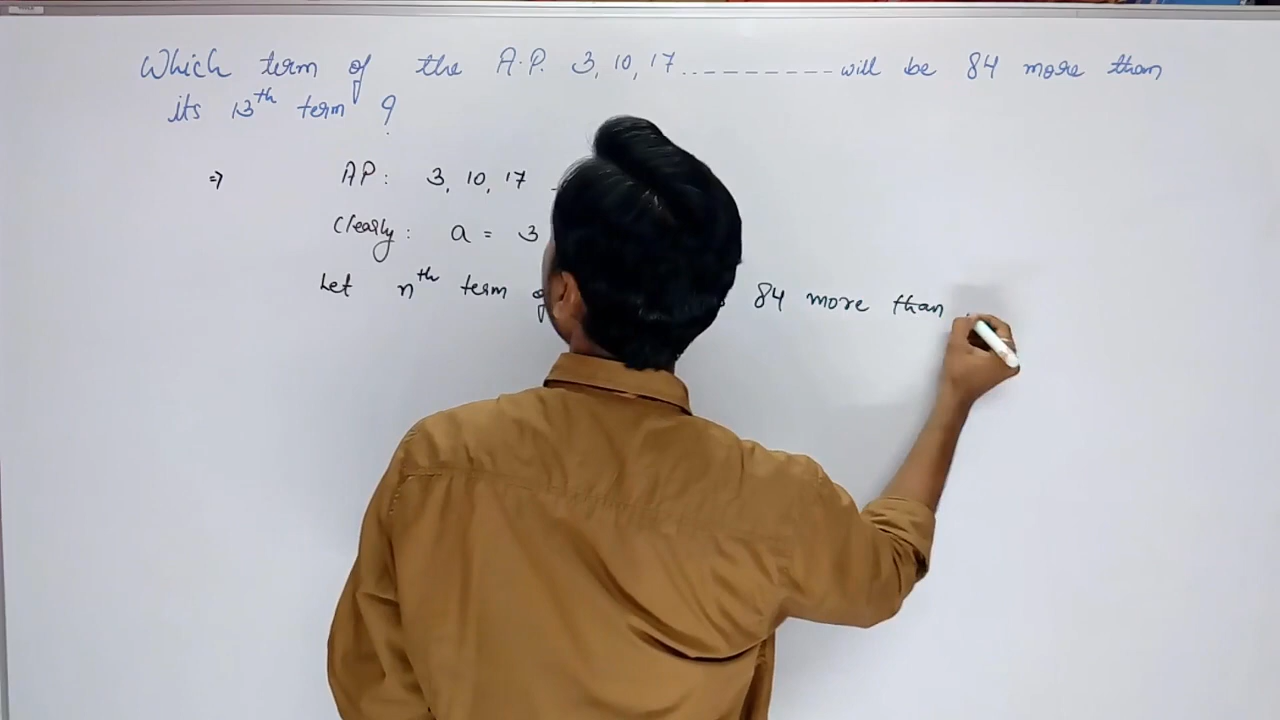 Which term of the A.P. 3, 10, 17.---------will be 84 more than
its 13th term ?
⇒ AP: 3, 10, 17
Clearly: a = 3
Let nth term 84 more than